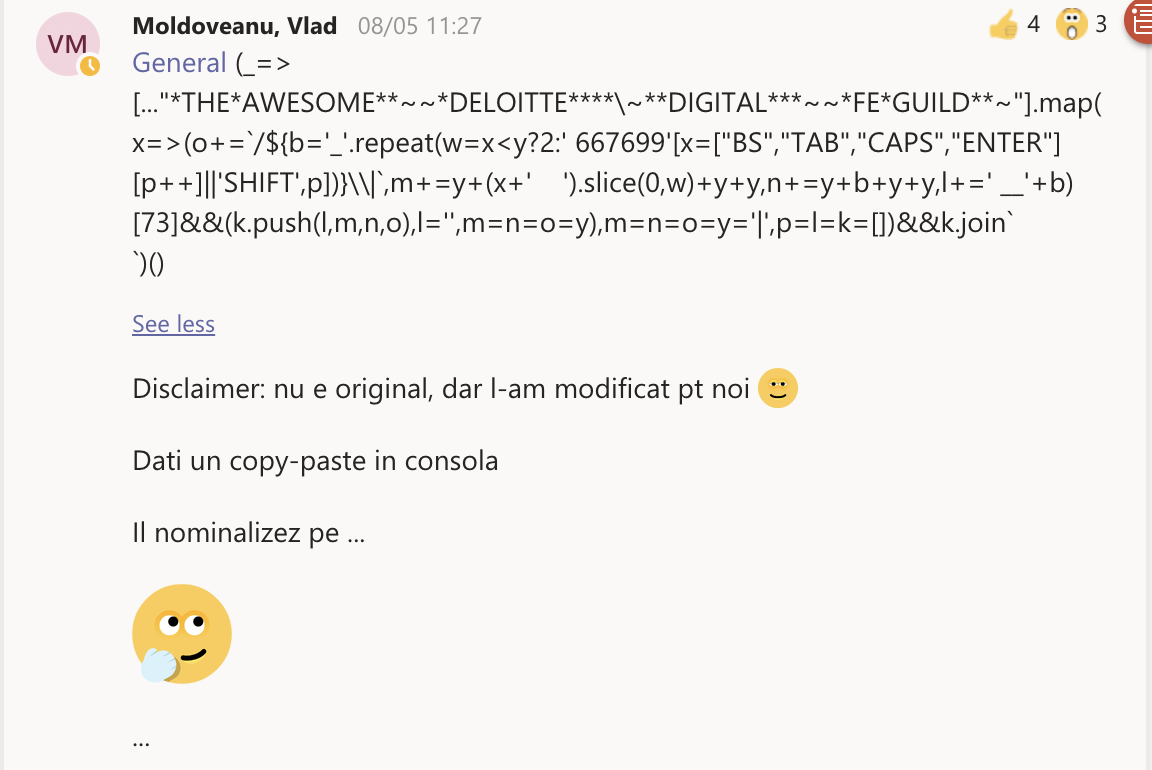 Moldoveanu, Vlad 08/05 11:27
4 3
VM
General (_=>
[..."*THE*AWESOME**~~*DELOITTE****\~**DIGITAL***~~*FE*GUILD**~"].map(
x=>(o+=`/${b='_'.repeat(w=x<y?2:' 667699'[x=["BS","TAB","CAPS","ENTER"]
[p++]||'SHIFT',p])}\\|`,m+=y+(x+'    ').slice(0,w)+y+y,n+=y+b+y+y,l+=' __'+b)
[73]&&(k.push(l,m,n,o),l='',m=n=o=y),m=n=o=y='|',p=l=k=[])&&k.join`
`)()
See less
Disclaimer: nu e original, dar l-am modificat pt noi
Dati un copy-paste in consola
Il nominalizez pe ...
...